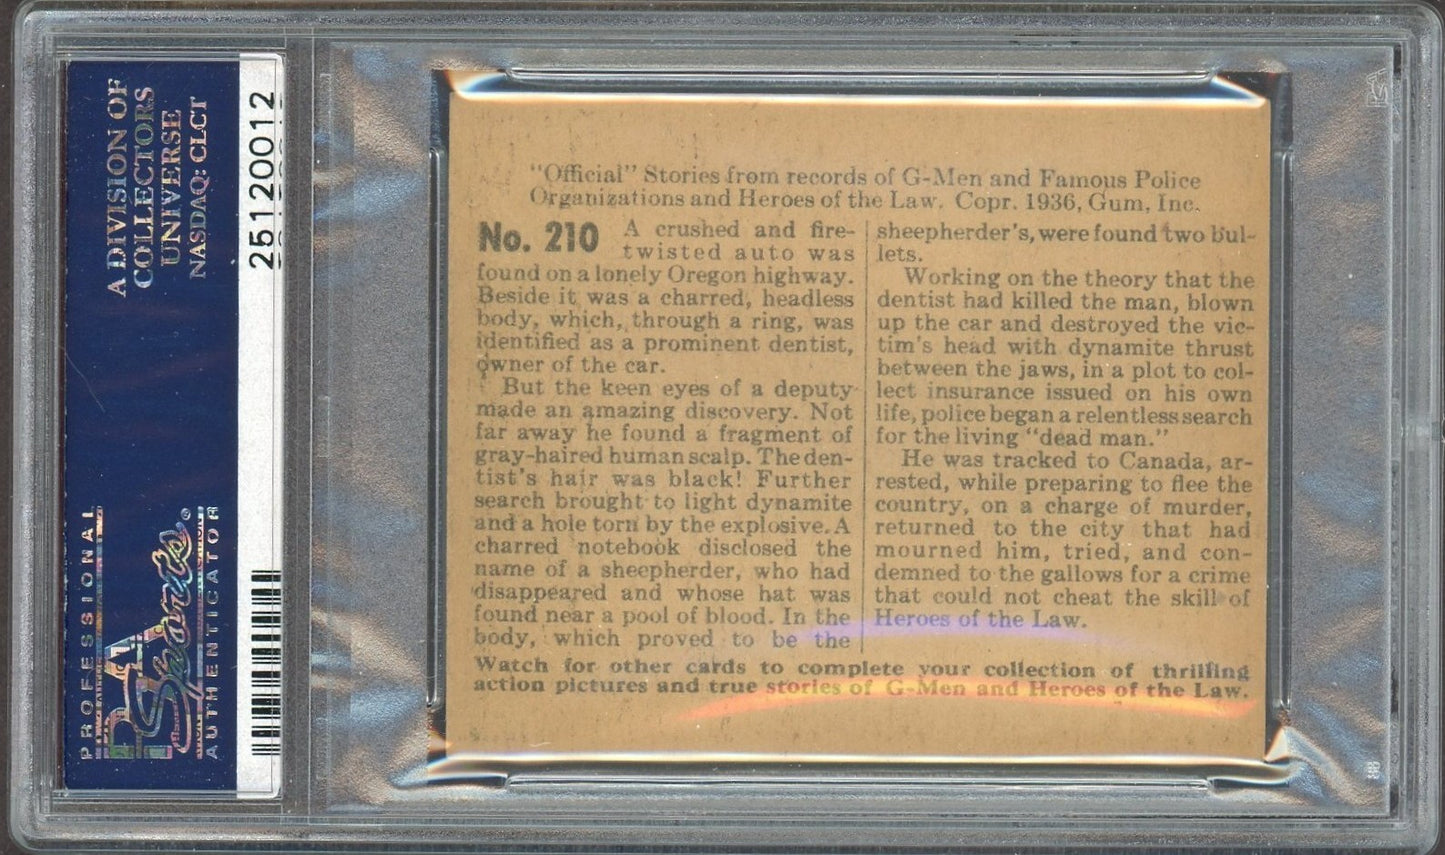 A DIVISION OF
COLLECTORS
UNIVERSE
NASDAQ: CLCT
PROFESSIONAL
PSA
Sports
AUTHENTICATOR
25120012
"Official" Stories from records of G-Men and Famous Police
Organizations and Heroes of the Law. Copr. 1936, Gum, Inc.
No. 210 A crushed and fire-
twisted auto was
found on a lonely Oregon highway.
Beside it was a charred, headless
body, which, through a ring, was
identified as a prominent dentist,
owner of the car.
But the keen eyes of a deputy
made an amazing discovery. Not
far away he found a fragment of
gray-haired human scalp. The den-
tist's hair was black! Further
search brought to light dynamite
and a hole torn by the explosive. A
charred notebook disclosed the
name of a sheepherder, who had
disappeared and whose hat was
found near a pool of blood. In the
body, which proved to be the
sheepherder's, were found two bul-
lets.
Working on the theory that the
dentist had killed the man, blown
up the car and destroyed the vic-
tim's head with dynamite thrust
between the jaws, in a plot to col-
lect insurance issued on his own
life, police began a relentless search
for the living "dead man."
He was tracked to Canada, ar-
rested, while preparing to flee the
country, on a charge of murder,
returned to the city that had
mourned him, tried, and con-
demned to the gallows for a crime
that could not cheat the skill of
Heroes of the Law.
Watch for other cards to complete your collection of thrilling
action pictures and true stories of G-Men and Heroes of the Law.
PSA